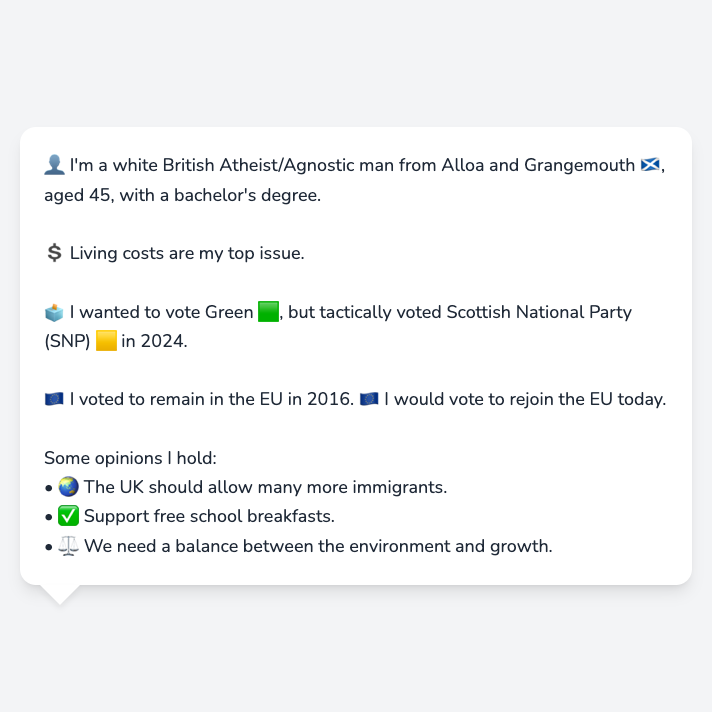 👤 I'm a white British Atheist/Agnostic man from Alloa and Grangemouth 🏴󠁧󠁢󠁳󠁣󠁴󠁿,
aged 45, with a bachelor's degree.
💲 Living costs are my top issue.
🗳️ I wanted to vote Green 🟩, but tactically voted Scottish National Party
(SNP) 🟨 in 2024.
🇪🇺 I voted to remain in the EU in 2016. 🇪🇺 I would vote to rejoin the EU today.
Some opinions I hold:
• 🌏 The UK should allow many more immigrants.
• ✅ Support free school breakfasts.
• ⚖️ We need a balance between the environment and growth.